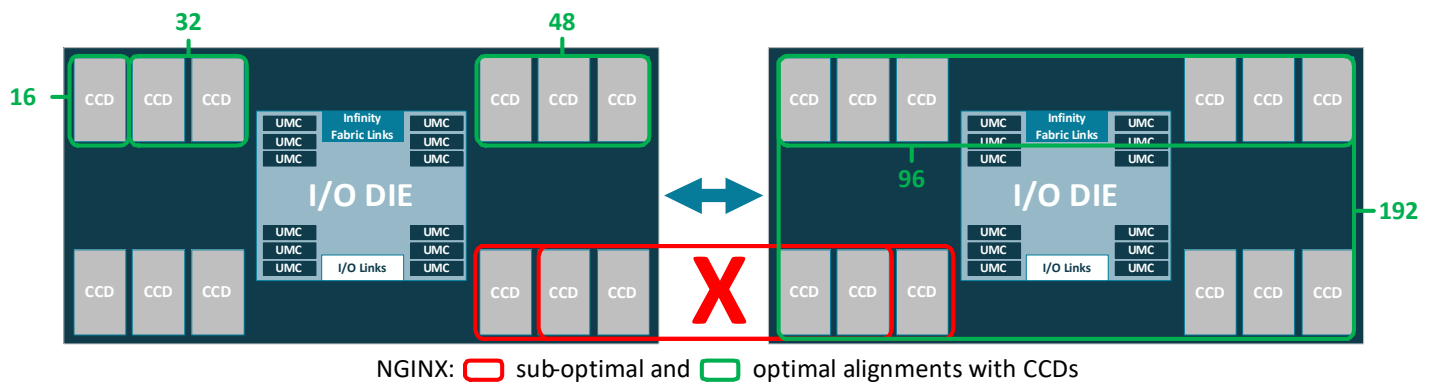 32
48
16
CCD CCD CCD
CCD CCD CCD
CCD CCD CCD
CCD CCD CCD
UMC Infinity UMC
UMC Fabric Links UMC
UMC UMC
I/O DIE
UMC UMC
UMC UMC
UMC I/O Links UMC
UMC Infinity UMC
UMC Fabric Links UMC
UMC UMC
96
I/O DIE
192
UMC UMC
UMC UMC
UMC I/O Links UMC
CCD CCD CCD
CCD CCD CCD
X
CCD CCD CCD
CCD CCD CCD
NGINX: sub-optimal and optimal alignments with CCDs